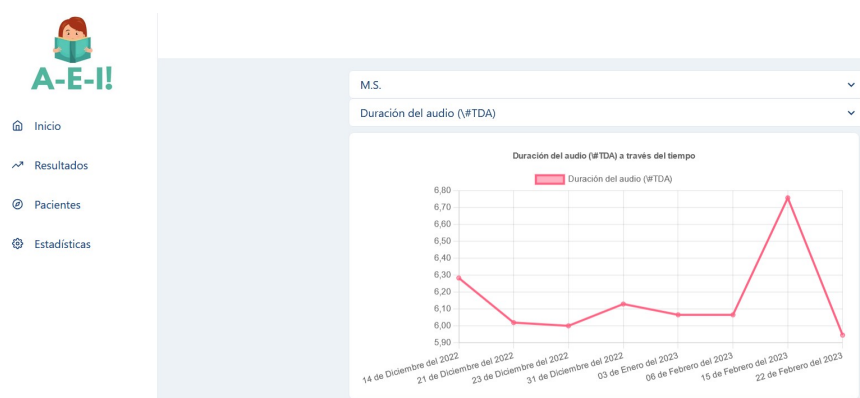 A-E-I!
Inicio
Resultados
Pacientes
Estadísticas
M.S.
Duración del audio (\#TDA)
Duración del audio (\#TDA) a través del tiempo
Duración del audio (\#TDA)
6,80
6,70
6,60
6,50
6,40
6,30
6,20
6,10
6,00
5,90
14 de Diciembre del 2022
21 de Diciembre del 2022
23 de Diciembre del 2022
31 de Diciembre del 2022
03 de Enero del 2023
06 de Febrero del 2023
15 de Febrero del 2023
22 de Febrero del 2023